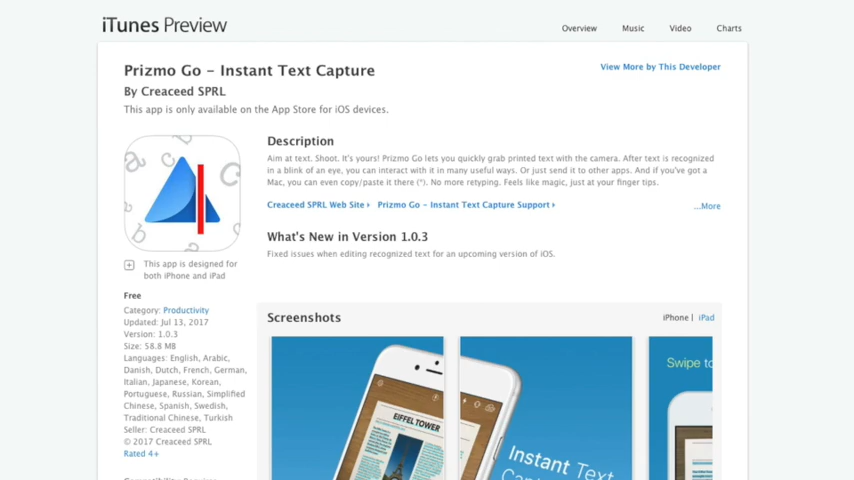 iTunes Preview
Overview Music Video Charts
Prizmo Go - Instant Text Capture
View More by This Developer
By Creaceed SPRL
This app is only available on the App Store for iOS devices.
Description
Aim at text. Shoot. It's yours! Prizmo Go lets you quickly grab printed text with the camera. After text is recognized
in a blink of an eye, you can interact with it in many useful ways. Or just send it to other apps. And if you've got a
Mac, you can even copy/paste it there (*). No more retyping. Feels like magic, just at your finger tips.
Creaceed SPRL Web Site Prizmo Go - Instant Text Capture Support
...More
What's New in Version 1.0.3
Fixed issues when editing recognized text for an upcoming version of iOS.
This app is designed for
both iPhone and iPad
Free
Category: Productivity
Updated: Jul 13, 2017
Version: 1.0.3
Size: 58.8 MB
Languages: English, Arabic,
Danish, Dutch, French, German,
Italian, Japanese, Korean,
Portuguese, Russian, Simplified
Chinese, Spanish, Swedish,
Traditional Chinese, Turkish
Seller: Creaceed SPRL
© 2017 Creaceed SPRL
Rated 4+
Screenshots
iPhone | iPad
EIFFEL TOWER
Instant Text
Swipe to